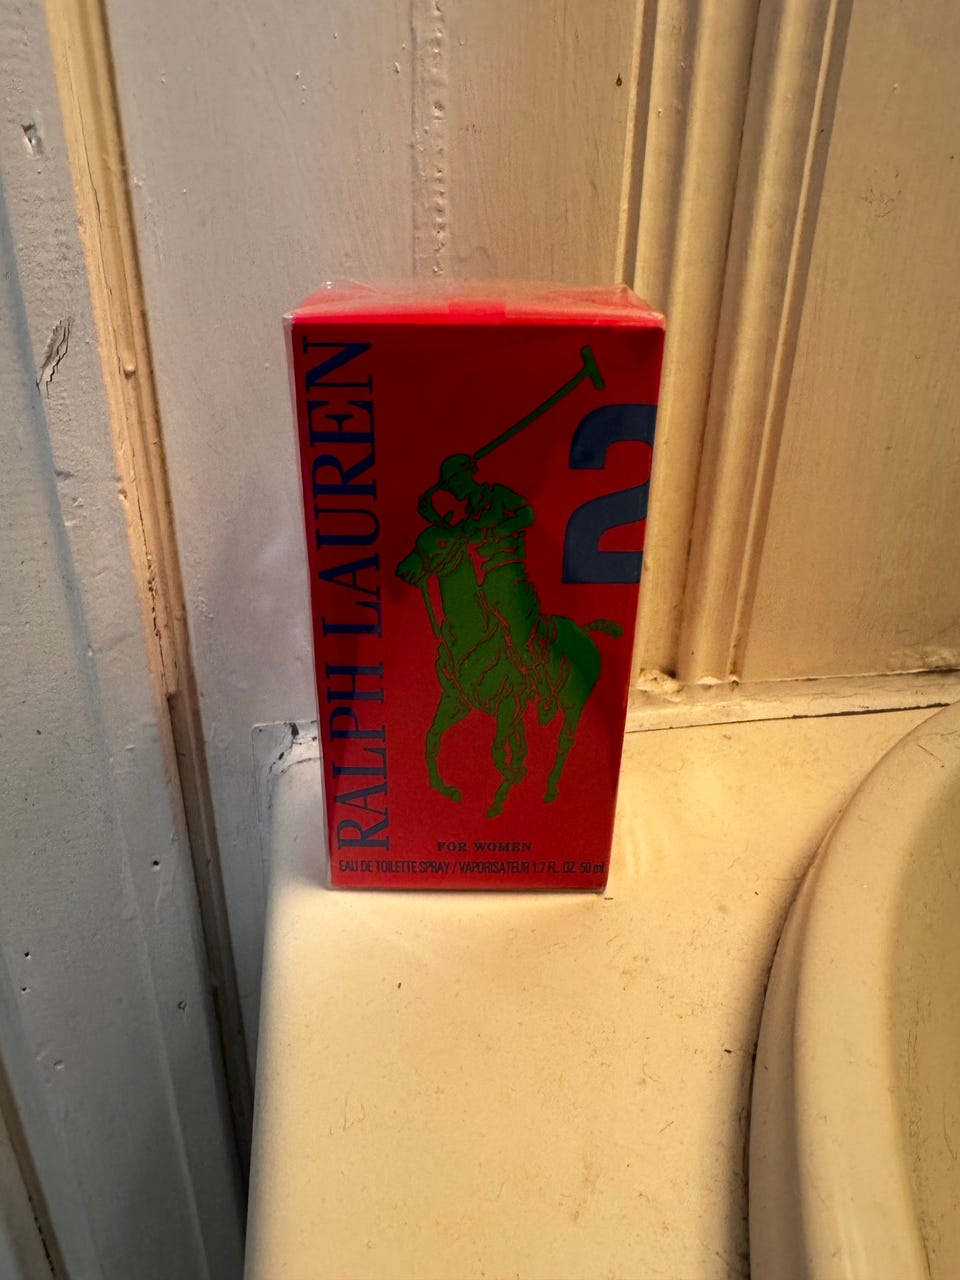 RALPH LAUREN
2
FOR WOMEN
EAU DE TOILETTE SPRAY / VAPORISATEUR 1.7 FL. OZ. 50 ml